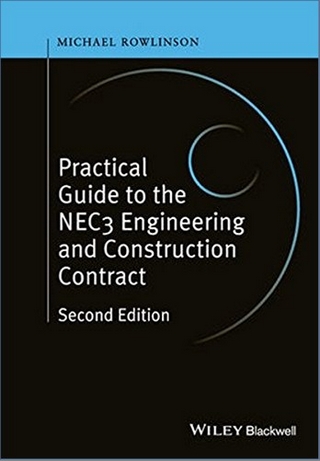 MICHAEL ROWLINSON
Practical
Guide to the
NEC3 Engineering
and Construction
Contract
Second Edition
WILEY Blackwell